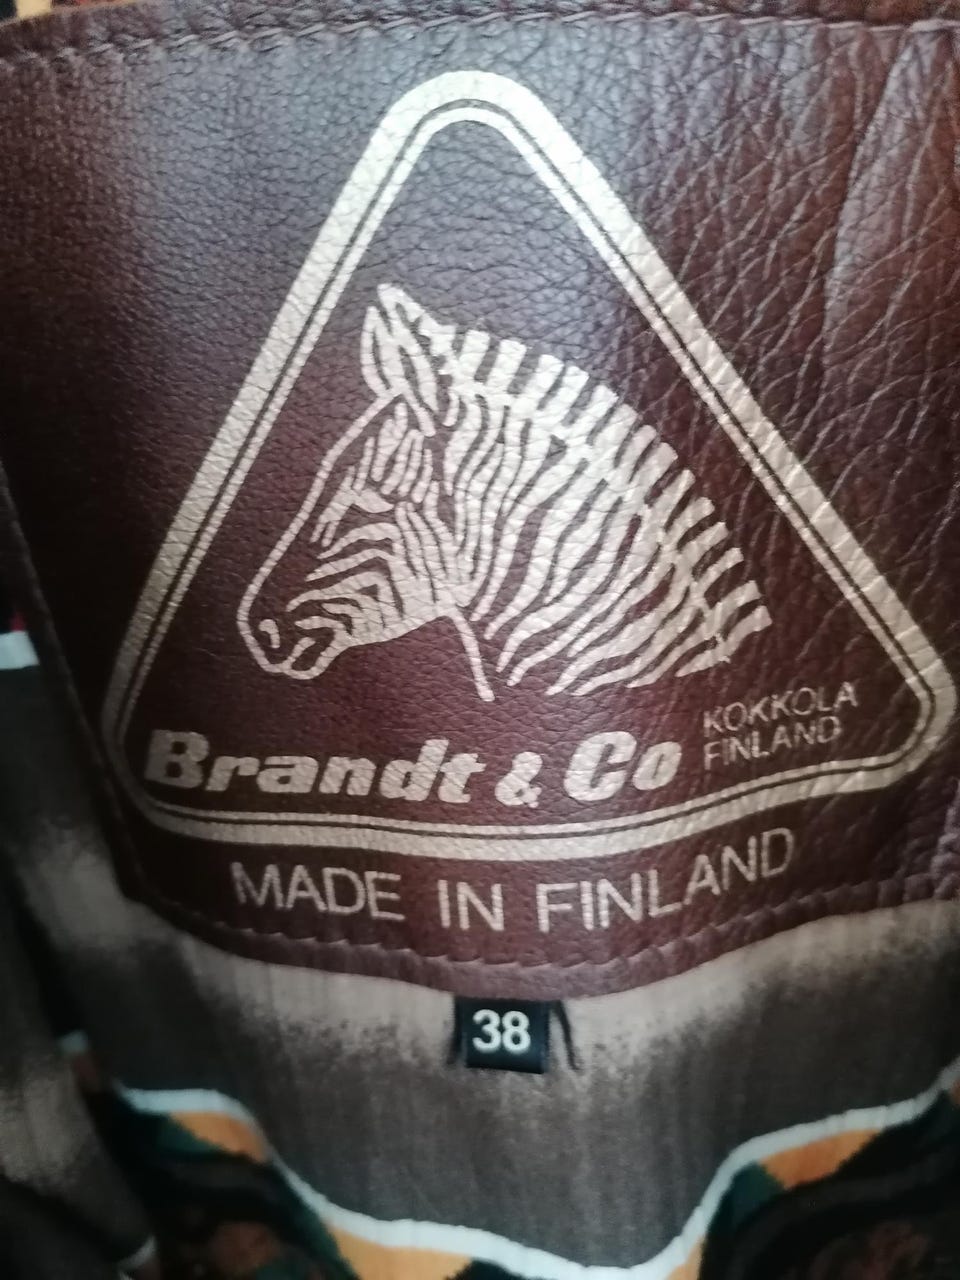 KOKKOLA
FINLAND
Brandt & Co
MADE IN FINLAND
38